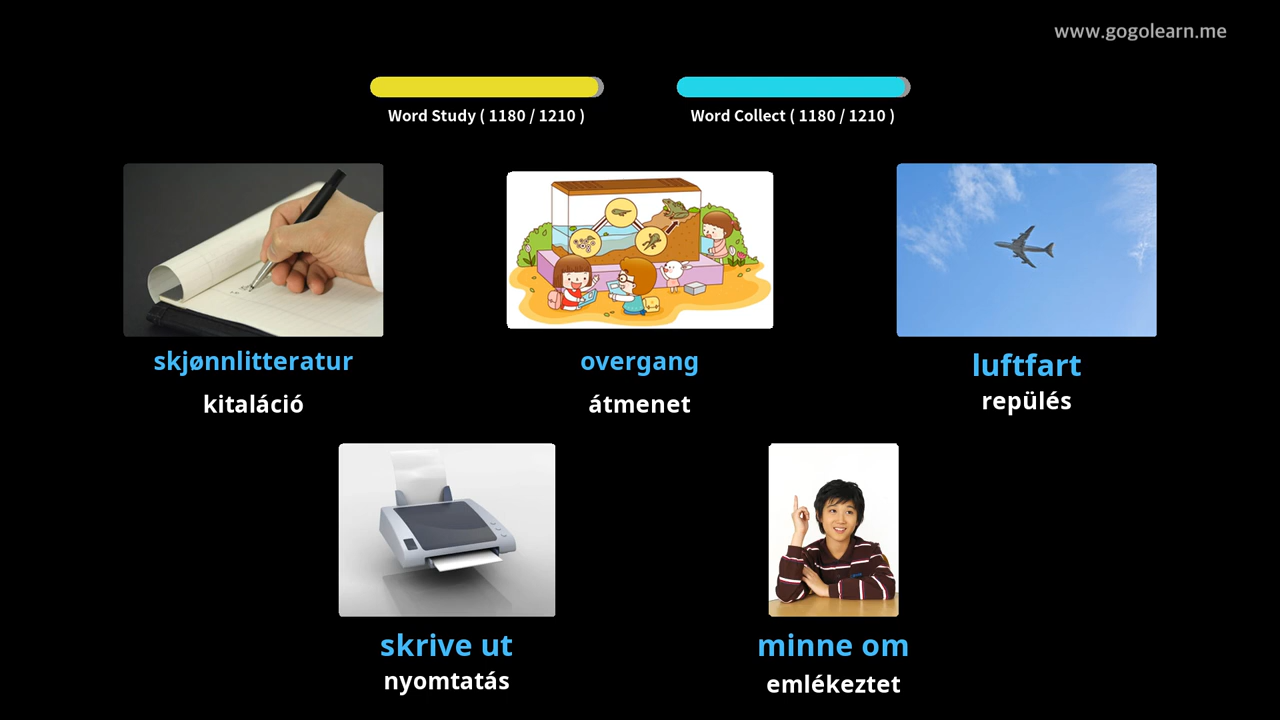 www.gogolearn.me
Word Study ( 1180 / 1210 )
Word Collect ( 1180 / 1210 )
skjønnlitteratur
kitaláció
overgang
átmenet
luftfart
repülés
skrive ut
nyomtatás
minne om
emlékeztet